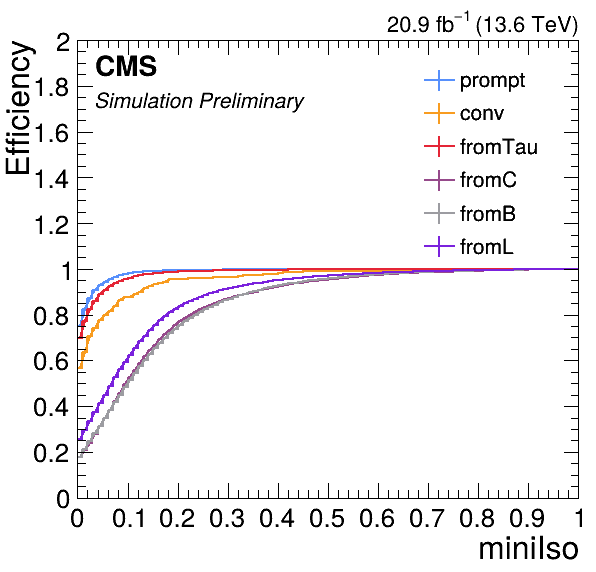 20.9 fb⁻¹ (13.6 TeV)
CMS
Simulation Preliminary
prompt
conv
fromTau
fromC
fromB
fromL
Efficiency
2
1.8
1.6
1.4
1.2
1
0.8
0.6
0.4
0.2
0
0 0.1 0.2 0.3 0.4 0.5 0.6 0.7 0.8 0.9 1
miniIso